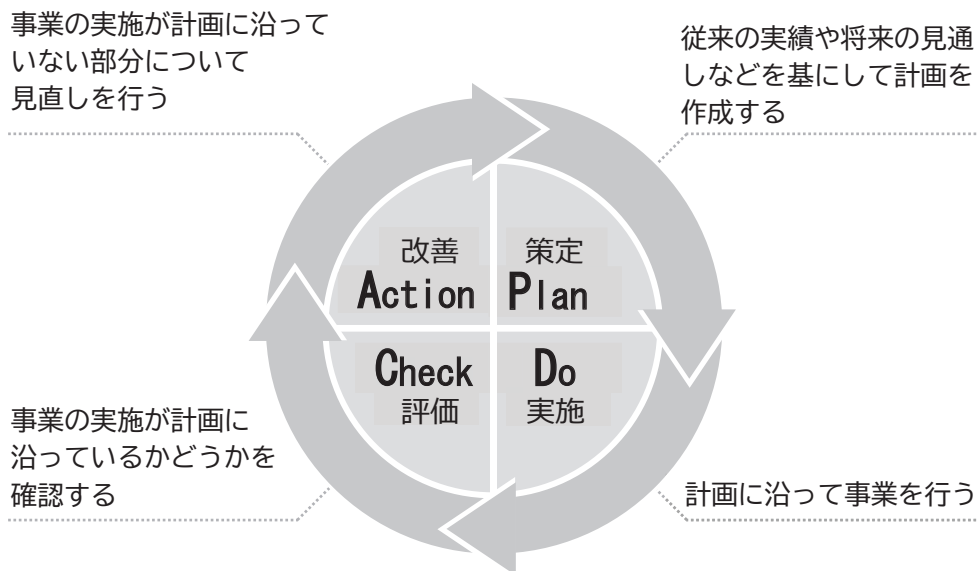 事業の実施が計画に沿って
いない部分について
見直しを行う
従来の実績や将来の見通
しなどを基にして計画を
作成する
改善
Action
策定
Plan
Check
評価
Do
実施
事業の実施が計画に
沿っているかどうかを
確認する
計画に沿って事業を行う